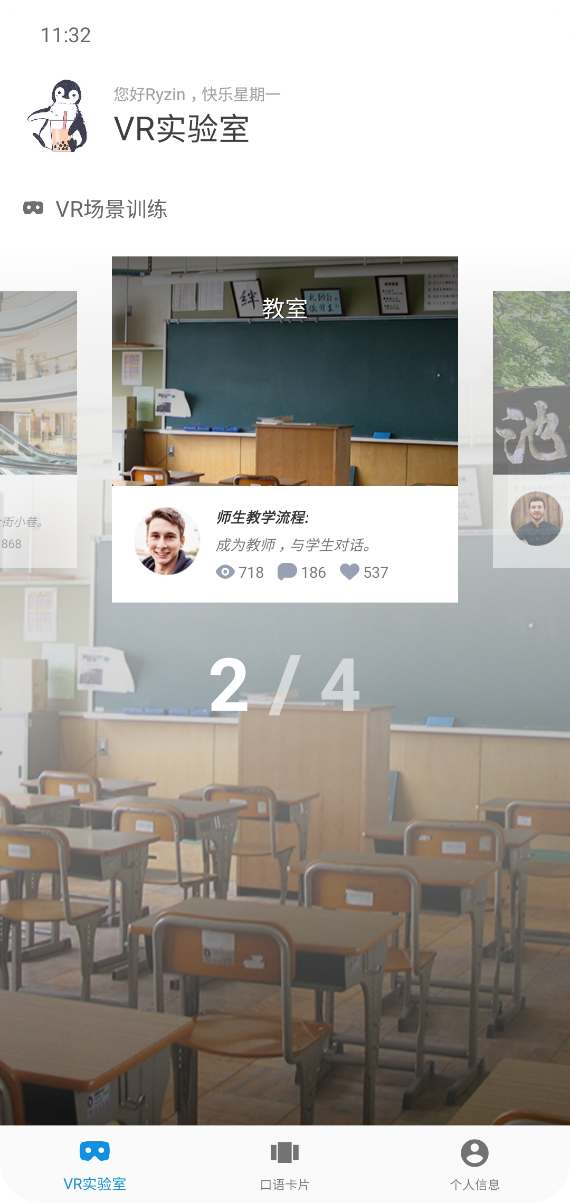 11:32
您好Ryzin，快乐星期一
VR实验室
VR场景训练
绊
教室
池
师生教学流程:
成为教师，与学生对话。
718 186 537
街小巷。
868
2 / 4
VR实验室
口语卡片
个人信息